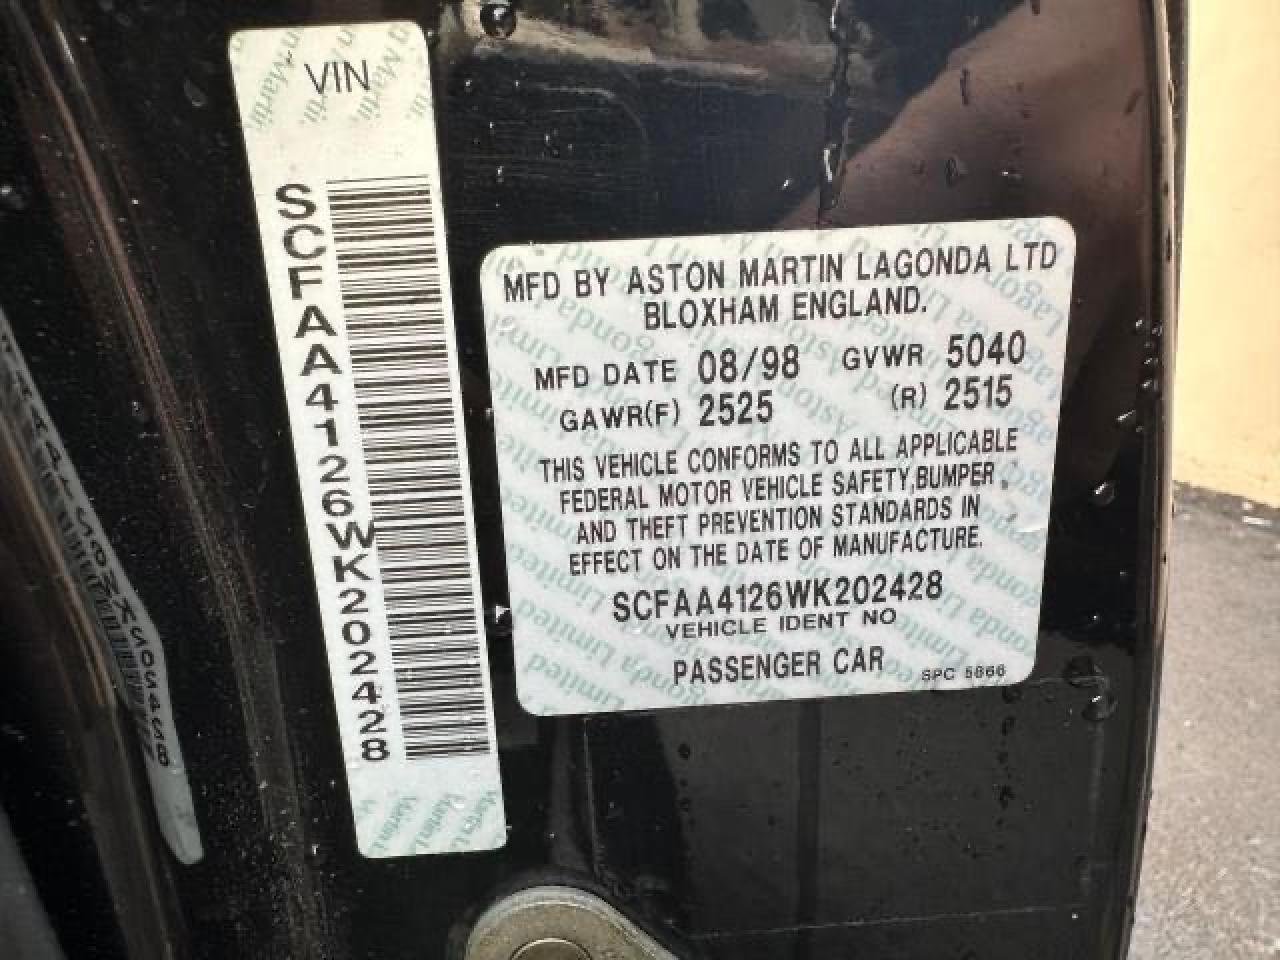 VIN
SCFAA4126WK202428
MFD BY ASTON MARTIN LAGONDA LTD
BLOXHAM ENGLAND.
MFD DATE 08/98 GVWR 5040
GAWR(F) 2525 (R) 2515
THIS VEHICLE CONFORMS TO ALL APPLICABLE
FEDERAL MOTOR VEHICLE SAFETY, BUMPER,
AND THEFT PREVENTION STANDARDS IN
EFFECT ON THE DATE OF MANUFACTURE.
SCFAA4126WK202428
VEHICLE IDENT NO
PASSENGER CAR SPC 5866